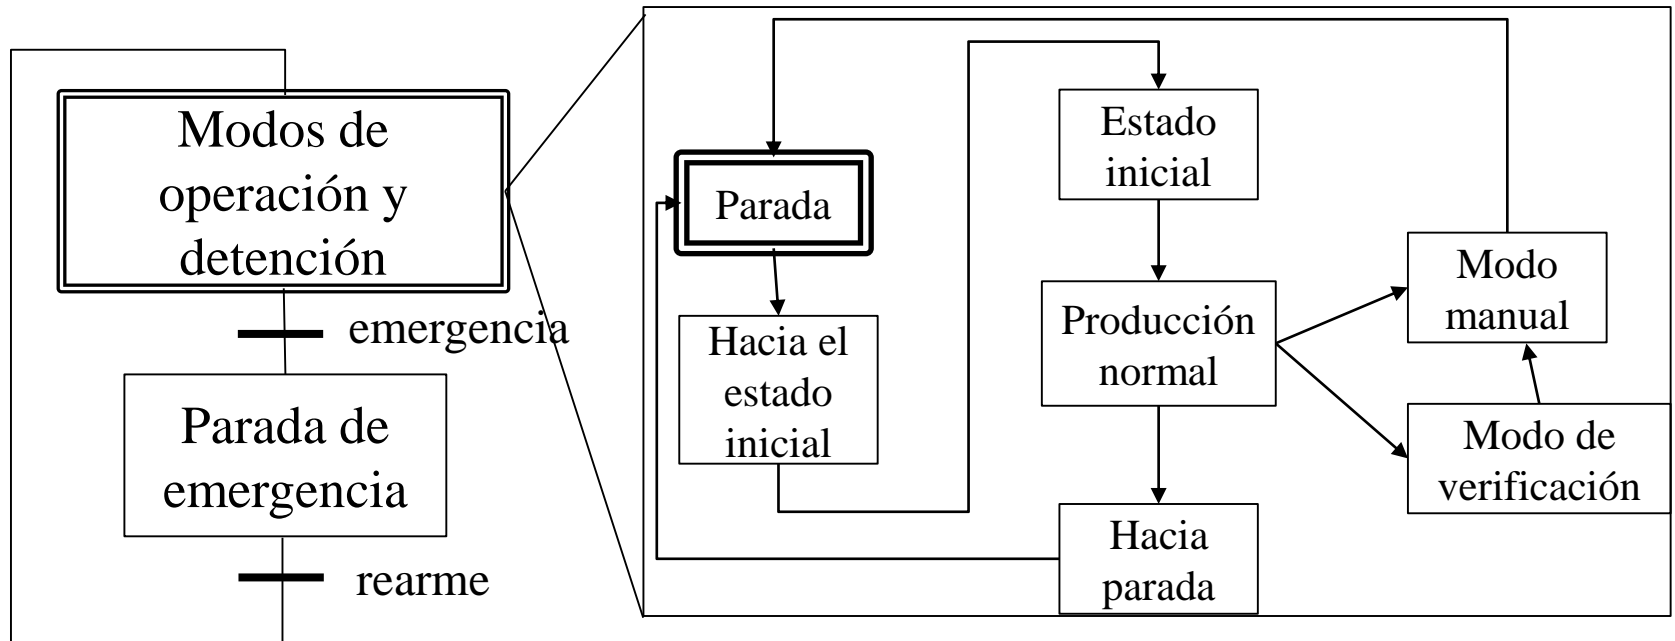 Modos de
operación y
detención
emergencia
Parada de
emergencia
rearme
Parada
Hacia el
estado
inicial
Estado
inicial
Producción
normal
Hacia
parada
Modo
manual
Modo de
verificación